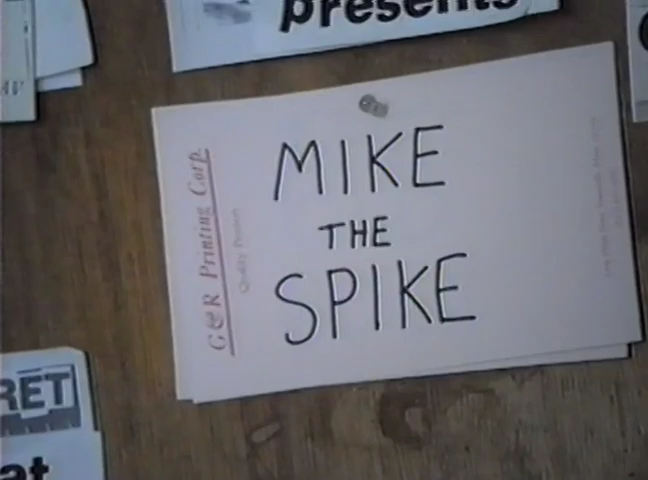 presents
MIKE
THE
SPIKE
G&R Printing Corp.
Quality Printers
RET
at